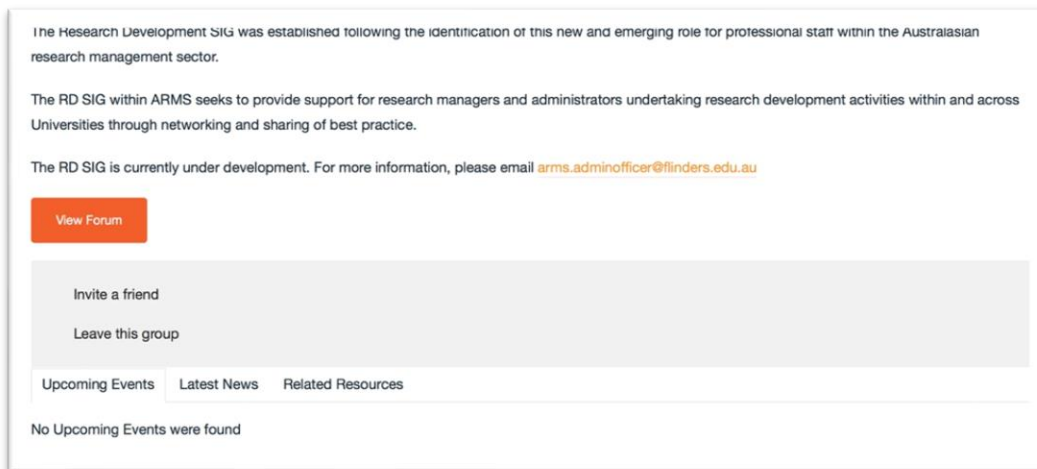 The Research Development SIG was established following the identification of this new and emerging role for professional staff within the Australasian
research management sector.
The RD SIG within ARMS seeks to provide support for research managers and administrators undertaking research development activities within and across
Universities through networking and sharing of best practice.
The RD SIG is currently under development. For more information, please email arms.adminofficer@flinders.edu.au
View Forum
Invite a friend
Leave this group
Upcoming Events Latest News Related Resources
No Upcoming Events were found